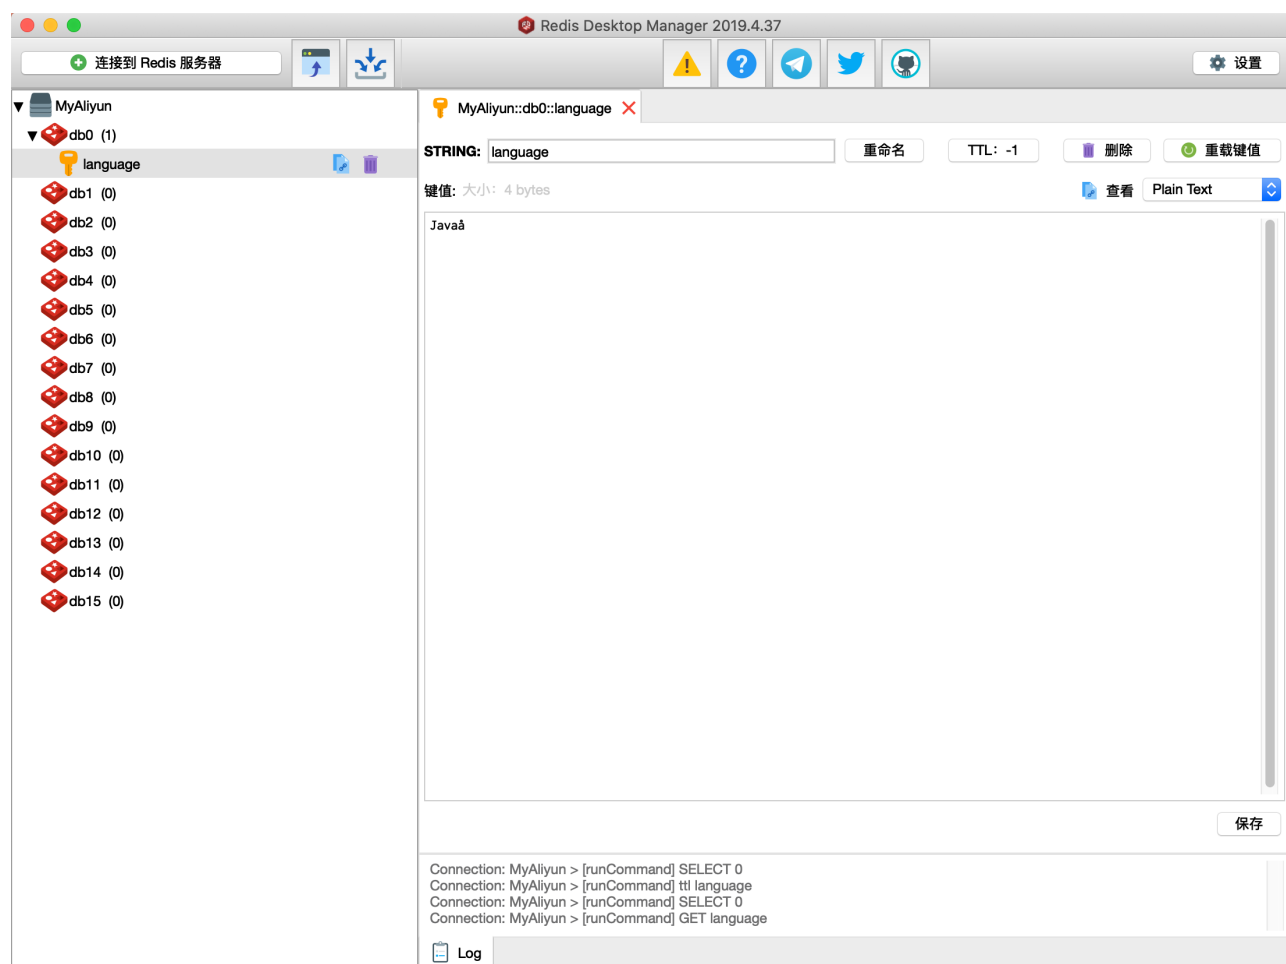 Redis Desktop Manager 2019.4.37
连接到 Redis 服务器
设置
MyAliyun
db0 (1)
language
db1 (0)
db2 (0)
db3 (0)
db4 (0)
db5 (0)
db6 (0)
db7 (0)
db8 (0)
db9 (0)
db10 (0)
db11 (0)
db12 (0)
db13 (0)
db14 (0)
db15 (0)
MyAliyun::db0::language
STRING: language 重命名 TTL: -1 删除 重载键值
键值: 大小: 4 bytes 查看 Plain Text
Javaå
保存
Connection: MyAliyun > [runCommand] SELECT 0
Connection: MyAliyun > [runCommand] ttl language
Connection: MyAliyun > [runCommand] SELECT 0
Connection: MyAliyun > [runCommand] GET language
Log